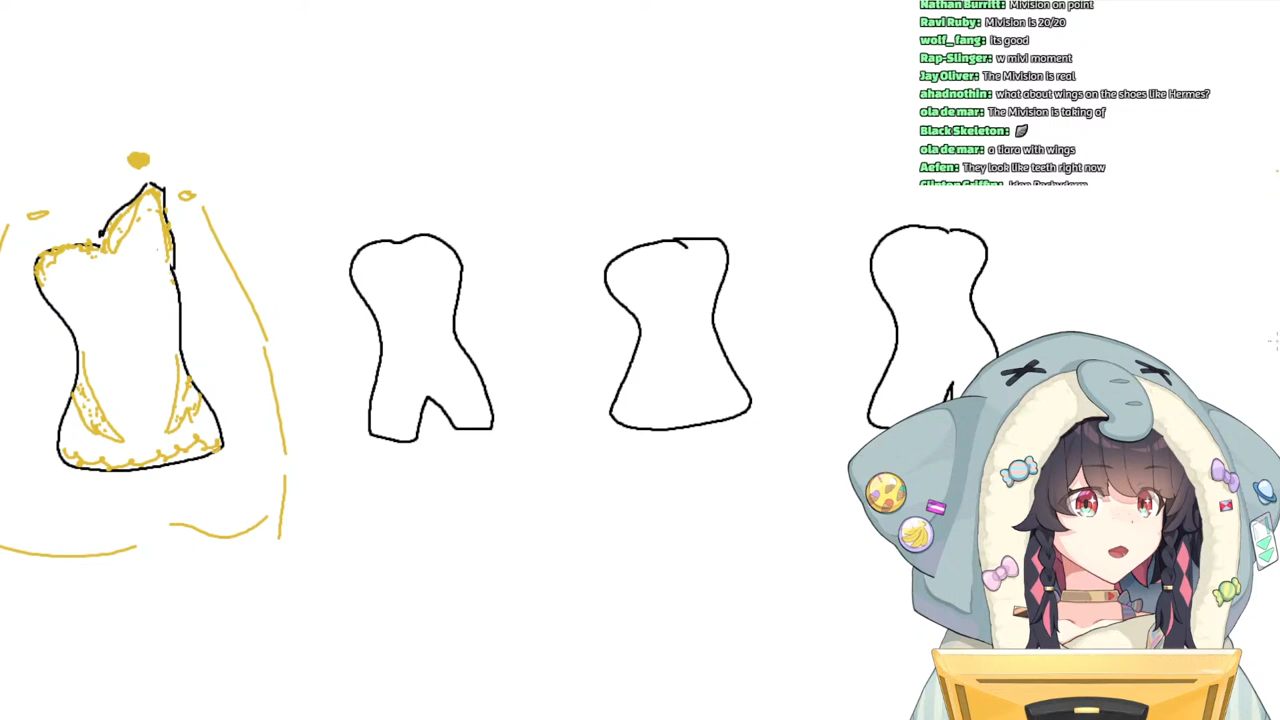 Nathan Burritt: Mivision on point
Ravi Ruby: Mivision is 20/20
wolf_fang: its good
Rap-Slinger: w mivi moment
Jay Oliver: The Mivision is real
ahadnothin: what about wings on the shoes like Hermes?
ola de mar: The Mivision is taking of
Black Skeleton:
ola de mar: a tiara with wings
Aefen: They look like teeth right now